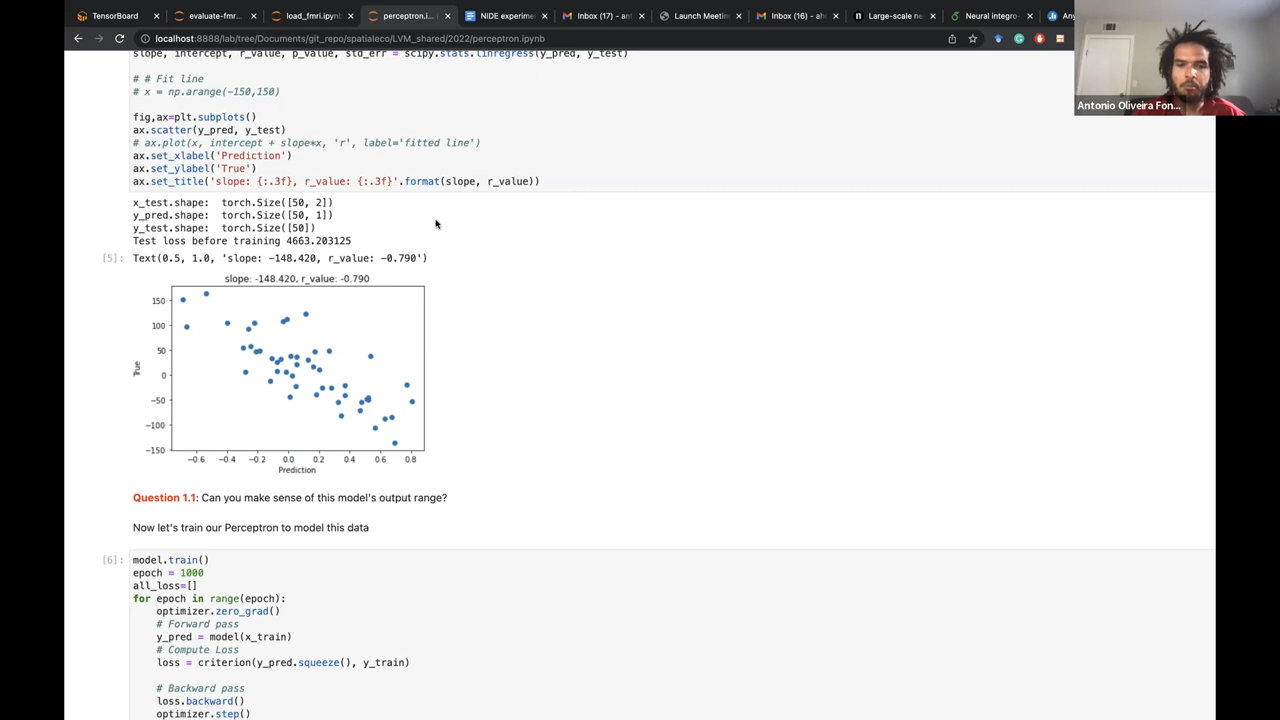 TensorBoard
evaluate-fmr...
load_fmri.ipynb
perceptron.i...
NIDE experime
Inbox (17) - ant
Launch Meeting
Inbox (16) - aho
Large-scale ne
Neural integro-
Any
localhost:8888/lab/tree/Documents/git_repo/spatialeco/LVM_shared/2022/perceptron.ipynb
Antonio Oliveira Fon...
slope, intercept, r_value, p_value, std_err = scipy.stats.linregress(y_pred, y_test)
# # Fit line
# x = np.arange(-150,150)
fig,ax=plt.subplots()
ax.scatter(y_pred, y_test)
# ax.plot(x, intercept + slope*x, 'r', label='fitted line')
ax.set_xlabel('Prediction')
ax.set_ylabel('True')
ax.set_title('slope: {:.3f}, r_value: {:.3f}'.format(slope, r_value))
x_test.shape:  torch.Size([50, 2])
y_pred.shape:  torch.Size([50, 1])
y_test.shape:  torch.Size([50])
Test loss before training 4663.203125
[5]: Text(0.5, 1.0, 'slope: -148.420, r_value: -0.790')
slope: -148.420, r_value: -0.790
150
100
50
0
−50
−100
−150
True
−0.6 −0.4 −0.2 0.0 0.2 0.4 0.6 0.8
Prediction
Question 1.1: Can you make sense of this model's output range?
Now let's train our Perceptron to model this data
[6]: model.train()
epoch = 1000
all_loss=[]
for epoch in range(epoch):
    optimizer.zero_grad()
    # Forward pass
    y_pred = model(x_train)
    # Compute Loss
    loss = criterion(y_pred.squeeze(), y_train)
    # Backward pass
    loss.backward()
    optimizer.step()